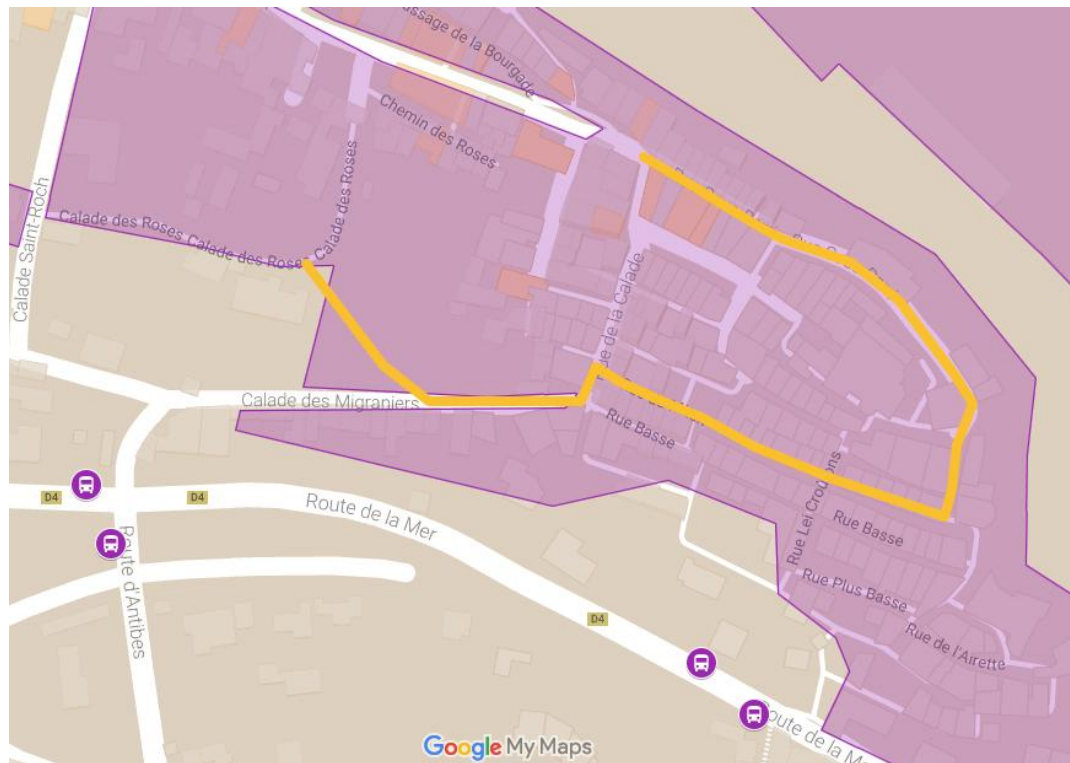 Passage de la Bourgade
Chemin des Roses
Calade des Roses
Calade Saint-Roch
Calade des Roses
Calade des Roses
Rue de la Calade
Calade des Migraniers
Rue Basse
D4
D4
Route de la Mer
Rue Lei Croutons
Rue Basse
Route d'Antibes
Rue Plus Basse
D4
Rue de l'Airette
Route de la M
Google My Maps